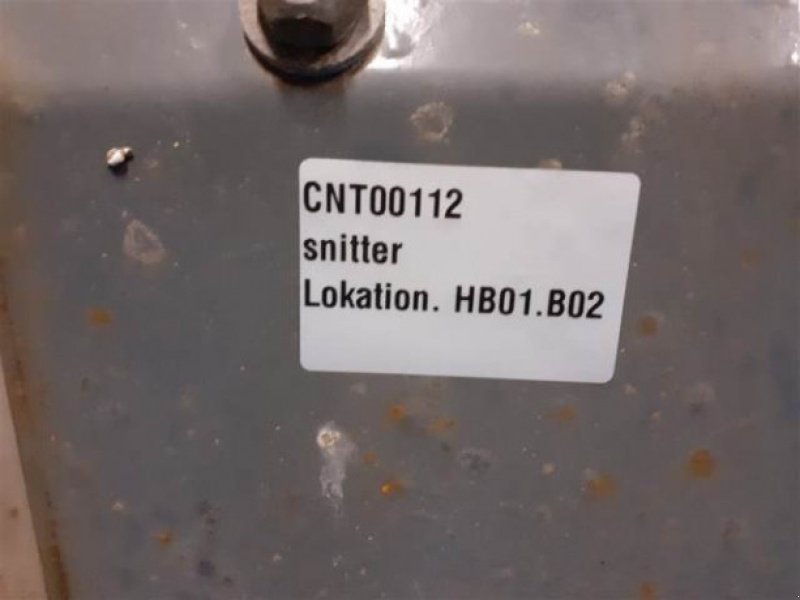 CNT00112
snitter
Lokation. HB01.B02